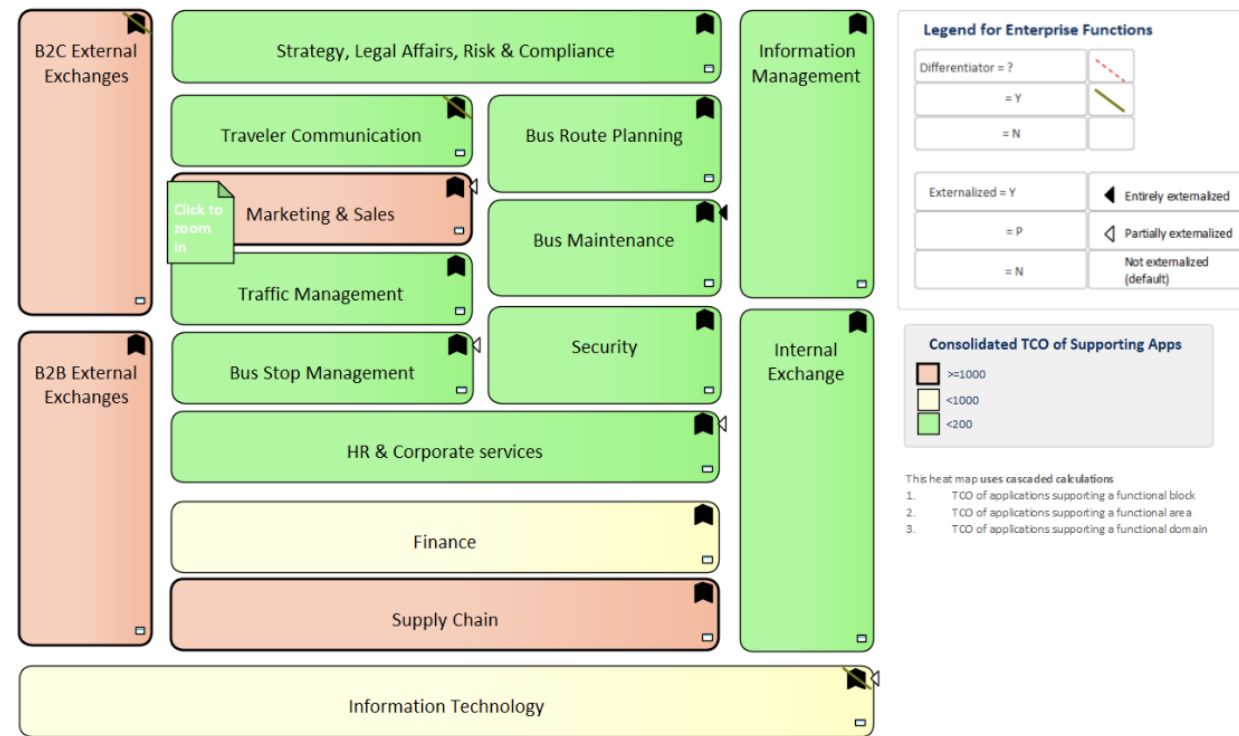 B2C External
Exchanges
Strategy, Legal Affairs, Risk & Compliance
Information
Management
Traveler Communication
Bus Route Planning
Click to
zoom
in
Marketing & Sales
Bus Maintenance
Traffic Management
B2B External
Exchanges
Bus Stop Management
Security
Internal
Exchange
HR & Corporate services
Finance
Supply Chain
Information Technology
Legend for Enterprise Functions
Differentiator = ?
= Y
= N
Externalized = Y
Entirely externalized
= P
Partially externalized
= N
Not externalized
(default)
Consolidated TCO of Supporting Apps
>=1000
<1000
<200
This heat map uses cascaded calculations
1. TCO of applications supporting a functional block
2. TCO of applications supporting a functional area
3. TCO of applications supporting a functional domain